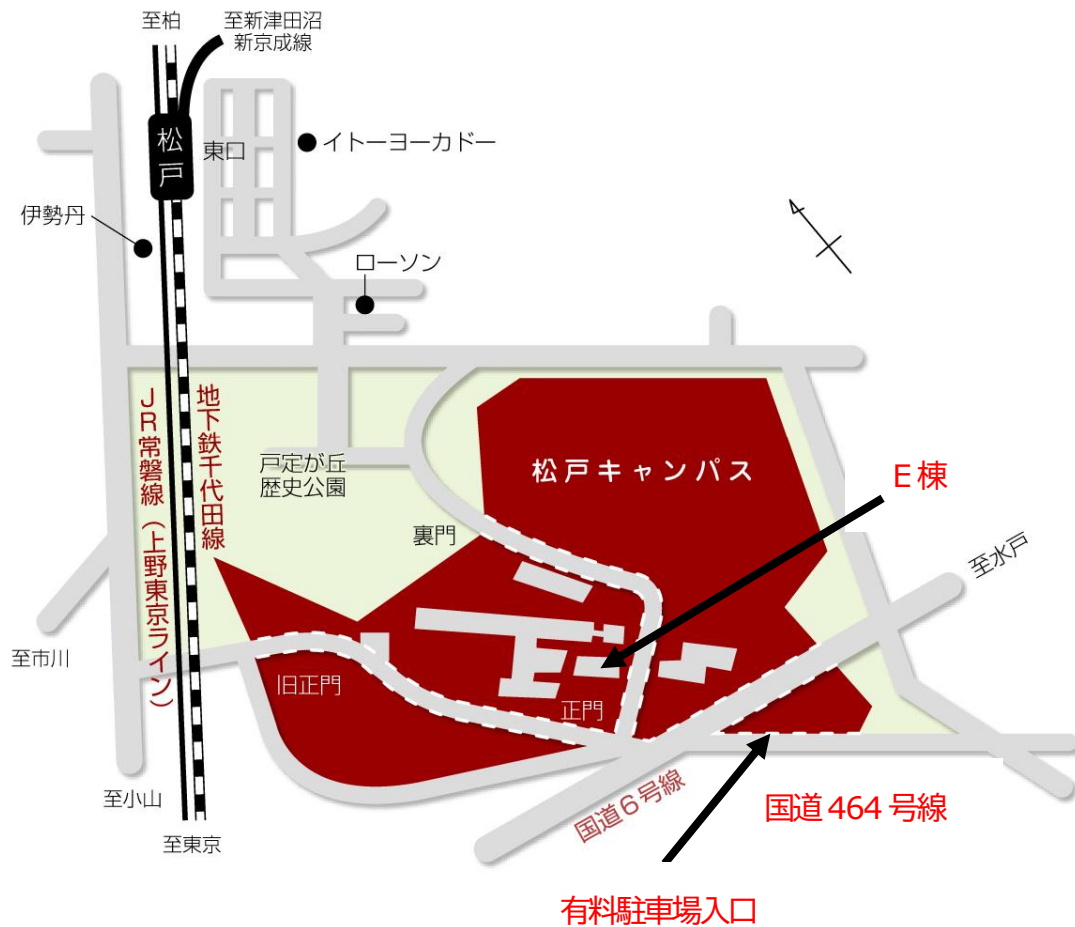 至柏
至新津田沼
新京成線
松戸
東口
イトーヨーカドー
伊勢丹
ローソン
JR常磐線(上野東京ライン)
地下鉄千代田線
戸定が丘
歴史公園
松戸キャンパス
E棟
裏門
至水戸
至市川
旧正門
正門
至小山
国道6号線
国道464号線
至東京
有料駐車場入口